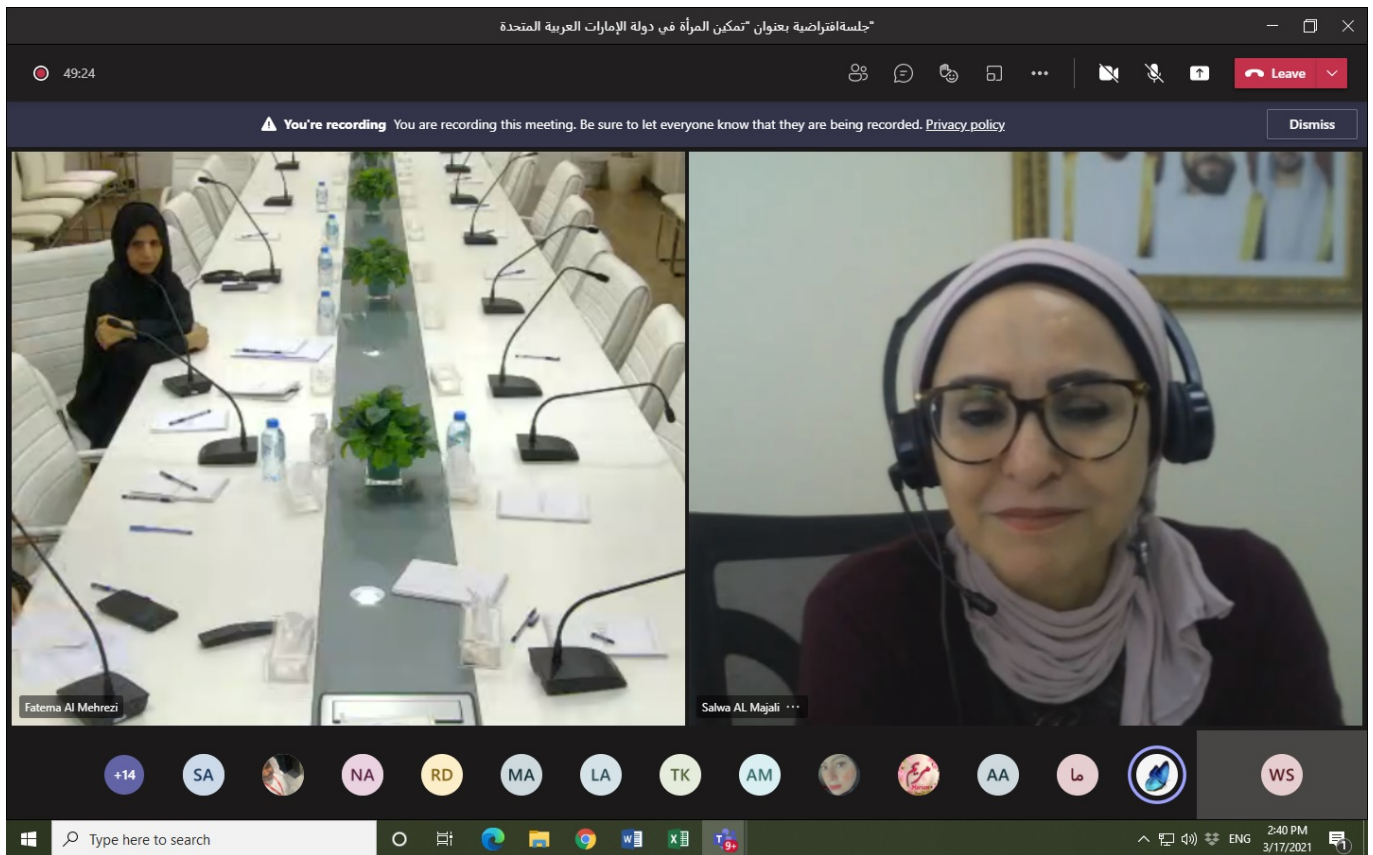 "جلسةافتراضية بعنوان "تمكين المرأة في دولة الإمارات العربية المتحدة
49:24
Leave
You're recording You are recording this meeting. Be sure to let everyone know that they are being recorded. Privacy policy
Dismiss
Fatema Al Mehrezi
Salwa AL Majali
+14 SA NA RD MA LA TK AM مريم AA ما WS
Type here to search
9+
ENG
2:40 PM
3/17/2021
1